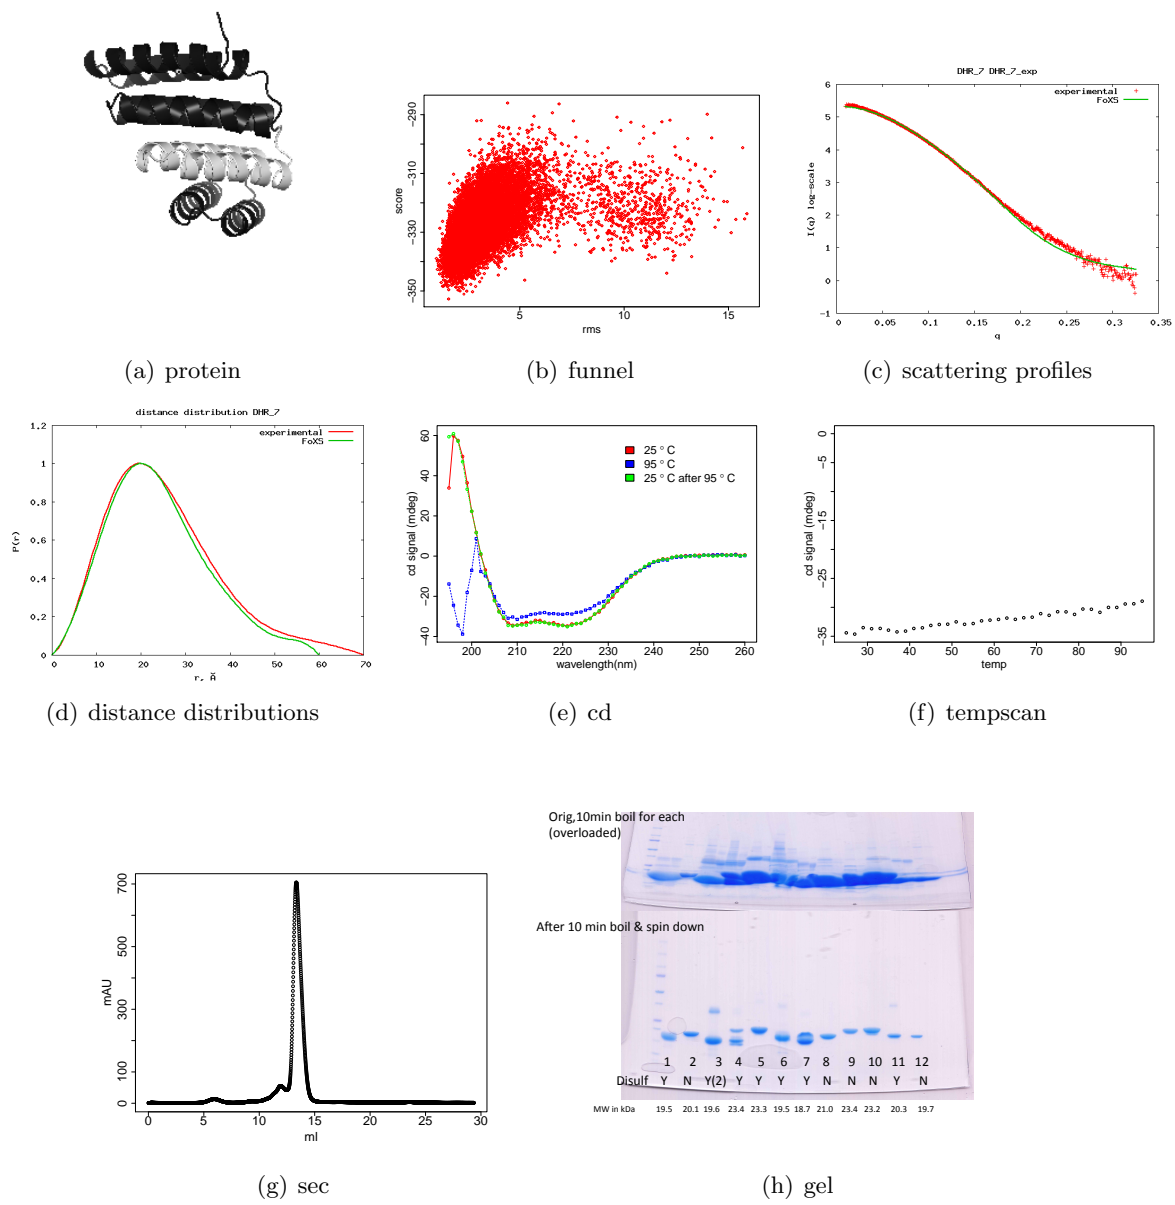 (a) protein
score
-290
-310
-330
-350
5
10
15
rms
(b) funnel
DHR_7 DHR_7_exp
experimental
FoXS
I(q) log-scale
6
5
4
3
2
1
0
-1
0
0.05
0.1
0.15
0.2
0.25
0.3
0.35
q
(c) scattering profiles
distance distribution DHR_7
experimental
FoXS
P(r)
1.2
1
0.8
0.6
0.4
0.2
0
0
10
20
30
40
50
60
70
r, Å
(d) distance distributions
25 ° C
95 ° C
25 ° C after 95 ° C
cd signal (mdeg)
60
40
20
0
-20
-40
200
210
220
230
240
250
260
wavelength(nm)
(e) cd
cd signal (mdeg)
0
-5
-15
-25
-35
30
40
50
60
70
80
90
temp
(f) tempscan
mAU
700
500
300
100
0
0
5
10
15
20
25
30
ml
(g) sec
Orig,10min boil for each
(overloaded)
After 10 min boil & spin down
1 2 3 4 5 6 7 8 9 10 11 12
Disulf Y N Y(2) Y Y Y Y N N N Y N
MW in kDa 19.5 20.1 19.6 23.4 23.3 19.5 18.7 21.0 23.4 23.2 20.3 19.7
(h) gel